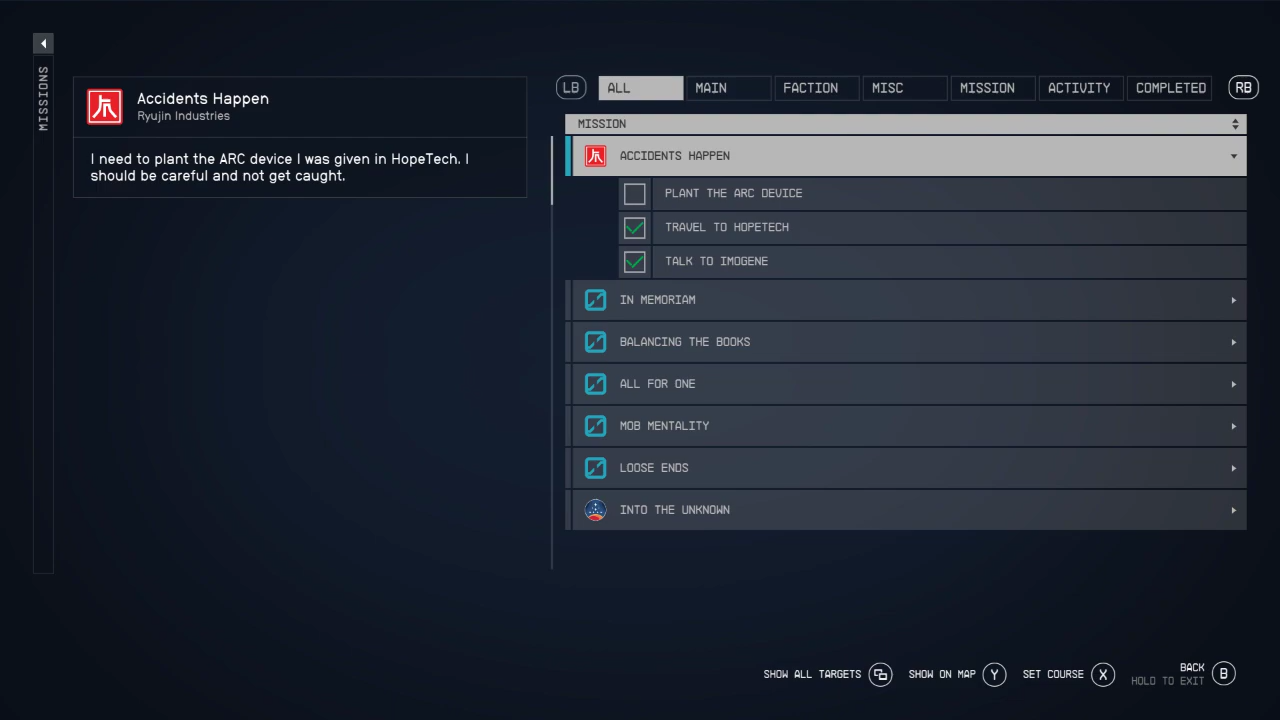 MISSIONS
Accidents Happen
Ryujin Industries
I need to plant the ARC device I was given in HopeTech. I
should be careful and not get caught.
LB ALL MAIN FACTION MISC MISSION ACTIVITY COMPLETED RB
MISSION
ACCIDENTS HAPPEN
PLANT THE ARC DEVICE
TRAVEL TO HOPETECH
TALK TO IMOGENE
IN MEMORIAM
BALANCING THE BOOKS
ALL FOR ONE
MOB MENTALITY
LOOSE ENDS
INTO THE UNKNOWN
SHOW ALL TARGETS SHOW ON MAP Y SET COURSE X BACK B
HOLD TO EXIT